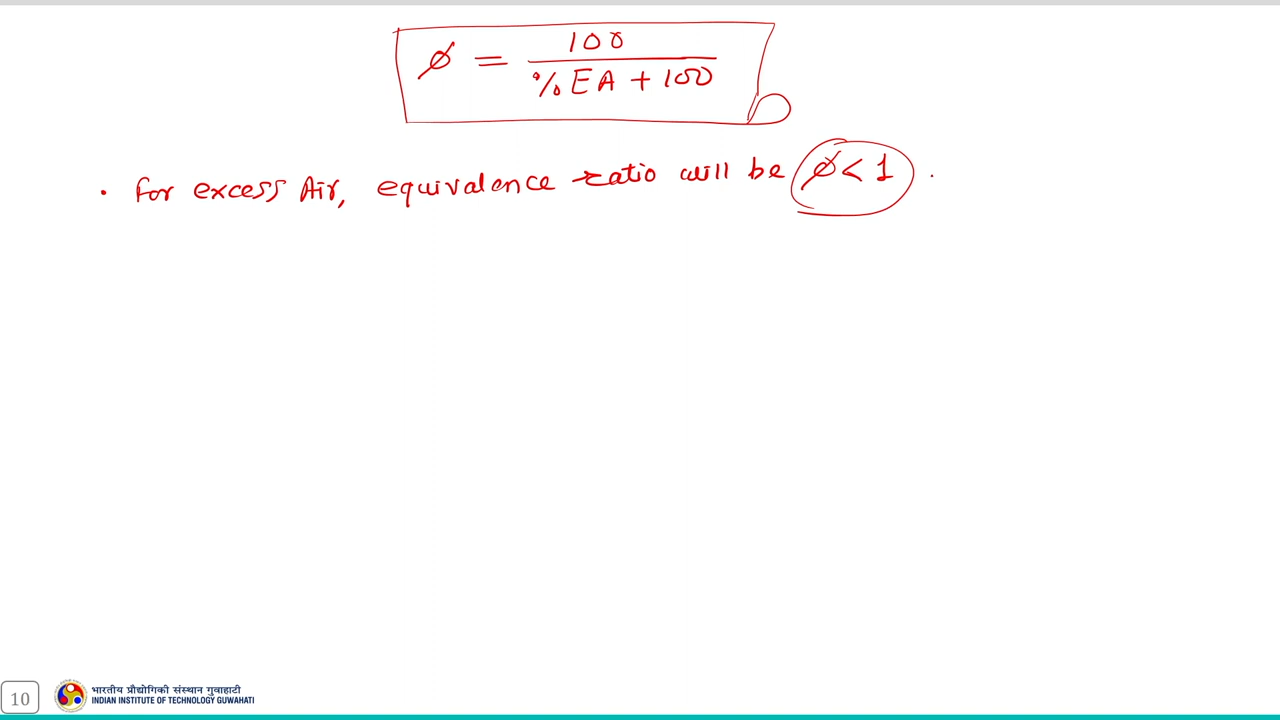 ϕ = 100 / % EA + 100
• For excess Air, equivalence ratio will be ϕ < 1 .
10
भारतीय प्रौद्योगिकी संस्थान गुवाहाटी
INDIAN INSTITUTE OF TECHNOLOGY GUWAHATI